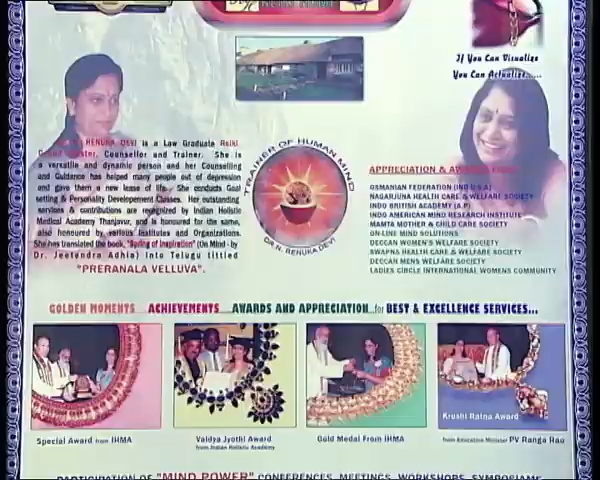 If You Can Visualize
You Can Actualize......
RENUKA DEVI is a Law Graduate Reiki
Grand Master, Counsellor and Trainer. She is
a versatile and dynamic person and her Counselling
and Guidance has helped many people out of depression
and gave them a new lease of life. She conducts Goal
setting & Personality Developement Classes. Her outstanding
services & contributions are recognized by Indian Holistic
Medical Academy Thanjavur, and is honoured for the same,
also honoured by various Institutes and Organizations.
She has translated the book, "Spring of Inspiration" (On Mind - by
Dr. Jeetendra Adhia) into Telugu tittled
"PRERANALA VELLUVA".
TRAINER OF HUMAN MIND
DR N. RENUKA DEVI
APPRECIATION & AWARDS FROM
OSMANIAN FEDERATION (IND U.S.A)
NAGARJUNA HEALTH CARE & WELFARE SOCIETY
INDO BRITISH ACADEMY (A.P)
INDO AMERICAN MIND RESEARCH INSTITUTE
MAMTA MOTHER & CHILD CARE SOCIETY
ON-LINE MIND SOLUTIONS
DECCAN WOMEN'S WELFARE SOCIETY
SWAPNA HEALTH CARE & WELFARE SOCIETY
DECCAN MENS WELFARE SOCIETY
LADIES CIRCLE INTERNATIONAL WOMENS COMMUNITY
GOLDEN MOMENTS ACHIEVEMENTS AWARDS AND APPRECIATION...for BEST & EXCELLENCE SERVICES...
Special Award from IHMA
Vaidya Jyothi Award
from Indian Holistic Academy
Gold Medal From IHMA
Krushi Ratna Award
from Education Minister PV Ranga Rao
PARTICIPATION OF "MIND POWER" CONFERENCES, MEETINGS, WORKSHOPS, SYMPOSIAMS